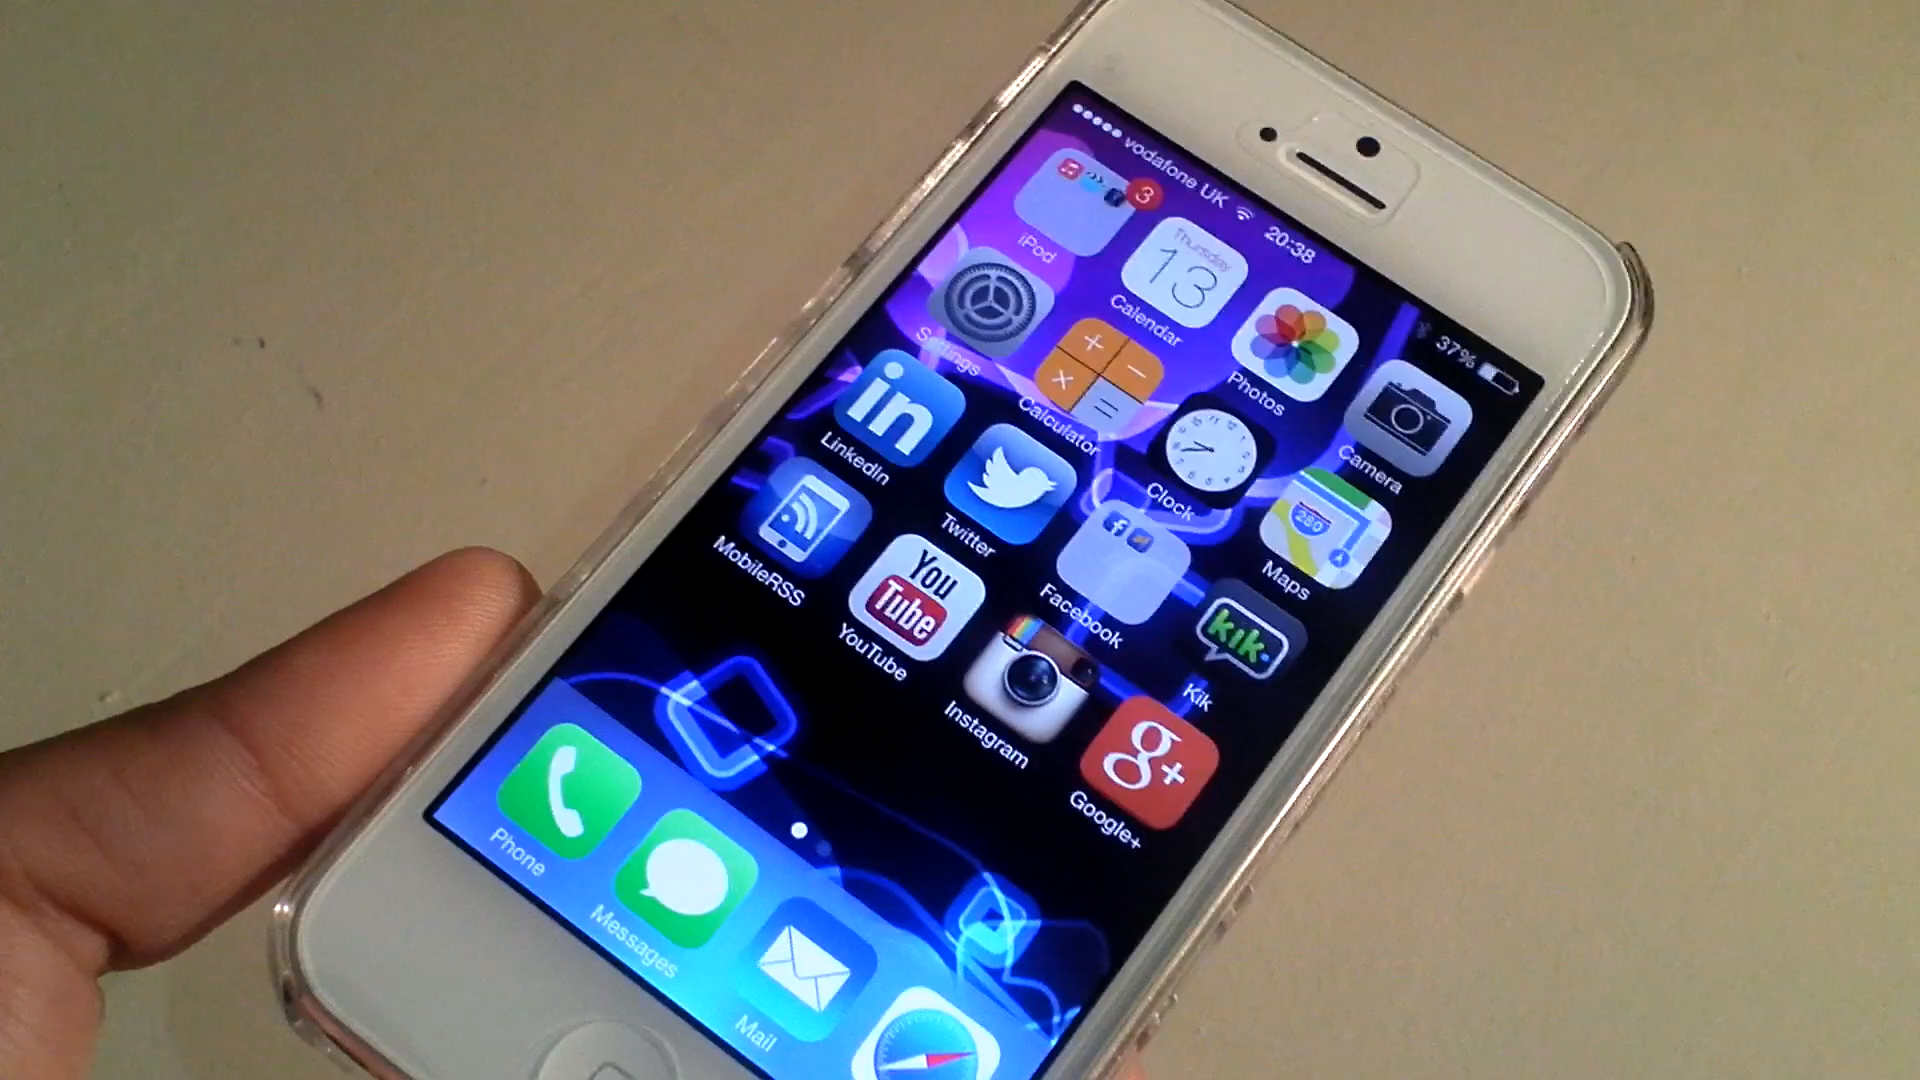 vodafone UK 20:38 37%
3
iPod
Thursday
13
Calendar
Photos
Camera
Settings
+ −
× =
Calculator
Clock
280
Maps
in
LinkedIn
Twitter
f
Facebook
kik.
Kik
MobileRSS
You
Tube
YouTube
Instagram
g+
Google+
Phone
Messages
Mail